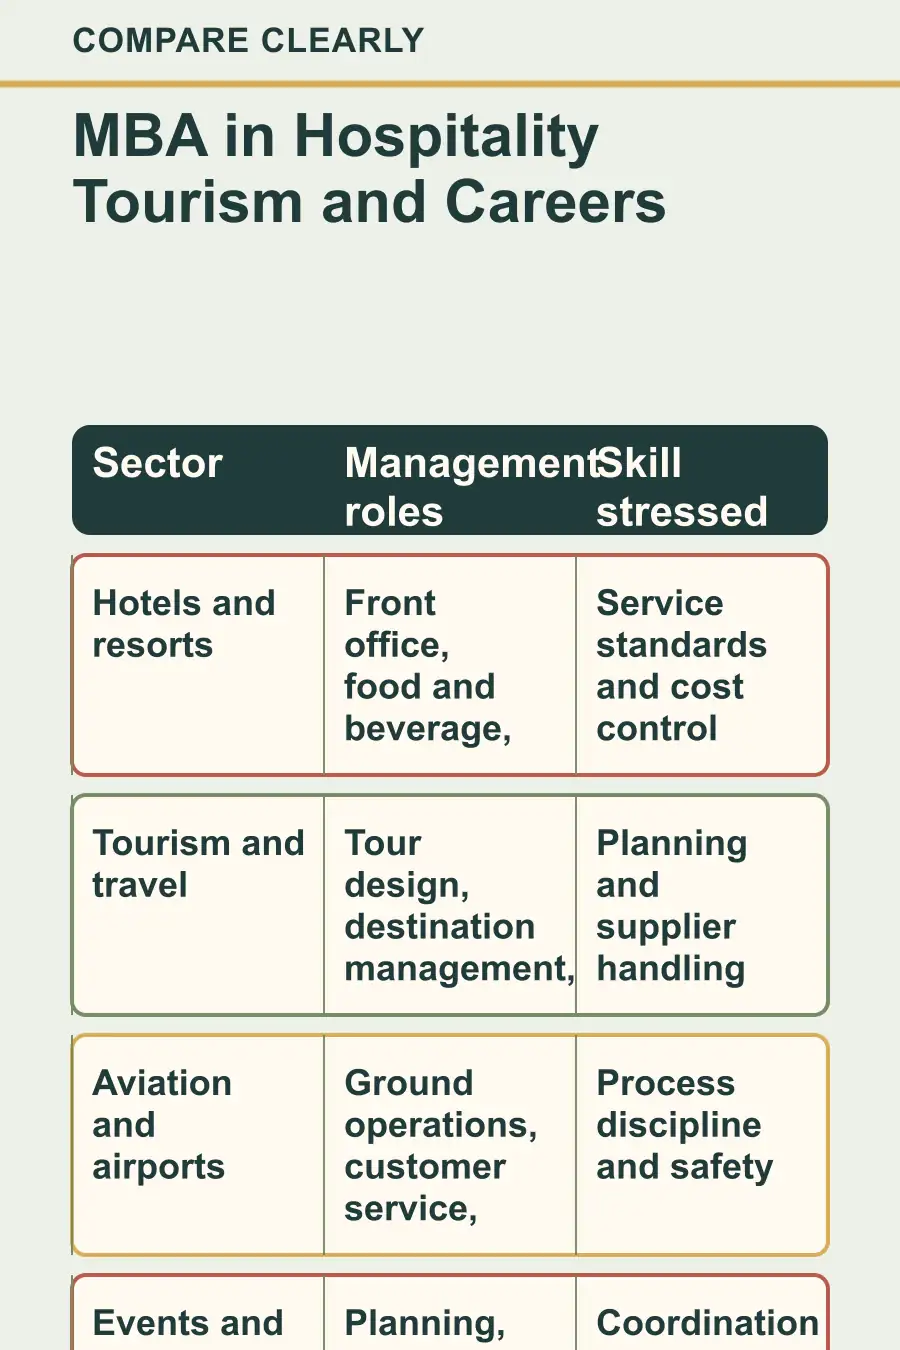 COMPARE CLEARLY
MBA in Hospitality
Tourism and Careers
Sector
Management
roles
Skill
stressed
Hotels and
resorts
Front
office,
food and
beverage,
Service
standards
and cost
control
Tourism and
travel
Tour
design,
destination
management,
Planning
and
supplier
handling
Aviation
and
airports
Ground
operations,
customer
service,
Process
discipline
and safety
Events and
Planning,
Coordination